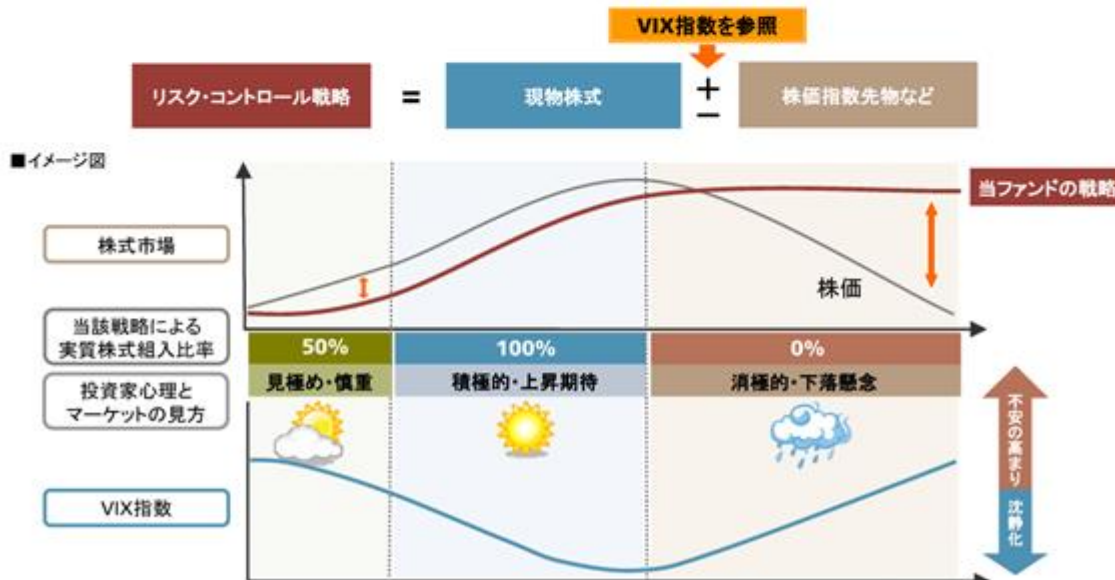 VIX指数を参照
リスク・コントロール戦略
=
現物株式
+
−
株価指数先物など
■イメージ図
当ファンドの戦略
株式市場
株価
当該戦略による
実質株式組入比率
50%
100%
0%
投資家心理と
マーケットの見方
見極め・慎重
積極的・上昇期待
消極的・下落懸念
不安の高まり
VIX指数
沈静化